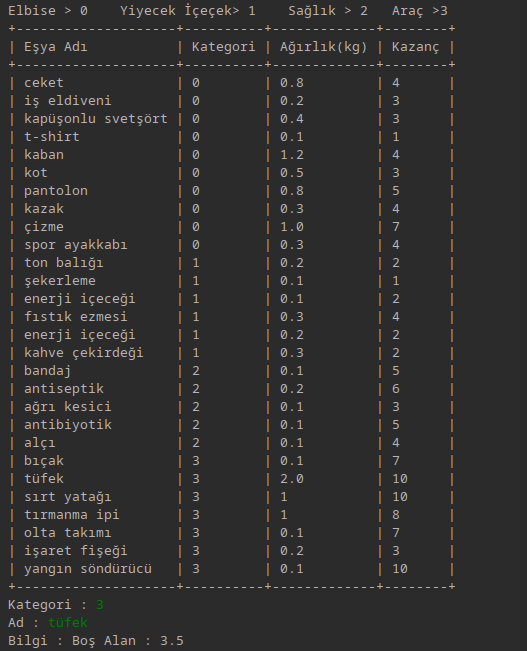 Elbise > 0    Yiyecek İçeçek> 1    Sağlık > 2   Araç >3
+--------------------+----------+-------------+--------+
| Eşya Adı           | Kategori | Ağırlık(kg) | Kazanç |
+--------------------+----------+-------------+--------+
| ceket              | 0        | 0.8         | 4      |
| iş eldiveni        | 0        | 0.2         | 3      |
| kapüşonlu svetşört | 0        | 0.4         | 3      |
| t-shirt            | 0        | 0.1         | 1      |
| kaban              | 0        | 1.2         | 4      |
| kot                | 0        | 0.5         | 3      |
| pantolon           | 0        | 0.8         | 5      |
| kazak              | 0        | 0.3         | 4      |
| çizme              | 0        | 1.0         | 7      |
| spor ayakkabı      | 0        | 0.3         | 4      |
| ton balığı         | 1        | 0.2         | 2      |
| şekerleme          | 1        | 0.1         | 1      |
| enerji içeceği     | 1        | 0.1         | 2      |
| fıstık ezmesi      | 1        | 0.3         | 4      |
| enerji içeceği     | 1        | 0.2         | 2      |
| kahve çekirdeği    | 1        | 0.3         | 2      |
| bandaj             | 2        | 0.1         | 5      |
| antiseptik         | 2        | 0.2         | 6      |
| ağrı kesici        | 2        | 0.1         | 3      |
| antibiyotik        | 2        | 0.1         | 5      |
| alçı               | 2        | 0.1         | 4      |
| bıçak              | 3        | 0.1         | 7      |
| tüfek              | 3        | 2.0         | 10     |
| sırt yatağı        | 3        | 1           | 10     |
| tırmanma ipi       | 3        | 1           | 8      |
| olta takımı        | 3        | 0.1         | 7      |
| işaret fişeği      | 3        | 0.2         | 3      |
| yangın söndürücü   | 3        | 0.1         | 10     |
+--------------------+----------+-------------+--------+
Kategori : 3
Ad : tüfek
Bilgi : Boş Alan : 3.5